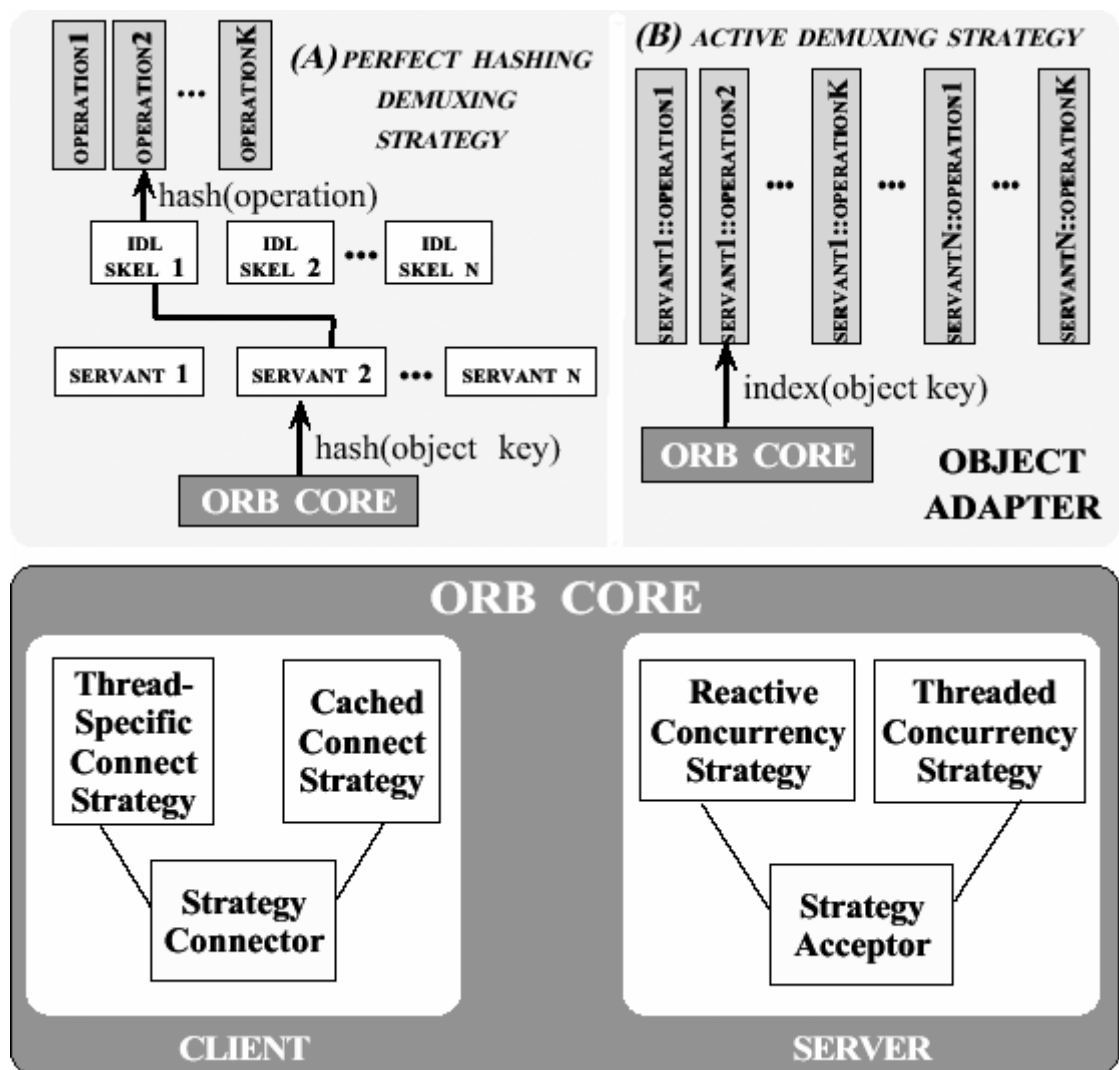 (A) PERFECT HASHING
DEMUXING
STRATEGY
OPERATION1
OPERATION2
...
OPERATIONK
hash(operation)
IDL
SKEL 1
IDL
SKEL 2
...
IDL
SKEL N
SERVANT 1
SERVANT 2
...
SERVANT N
hash(object key)
ORB CORE
(B) ACTIVE DEMUXING STRATEGY
SERVANT1::OPERATION1
SERVANT1::OPERATION2
...
SERVANT1::OPERATIONK
...
SERVANTN::OPERATION1
...
SERVANTN::OPERATIONK
index(object key)
ORB CORE
OBJECT
ADAPTER
ORB CORE
Thread-
Specific
Connect
Strategy
Cached
Connect
Strategy
Strategy
Connector
CLIENT
Reactive
Concurrency
Strategy
Threaded
Concurrency
Strategy
Strategy
Acceptor
SERVER